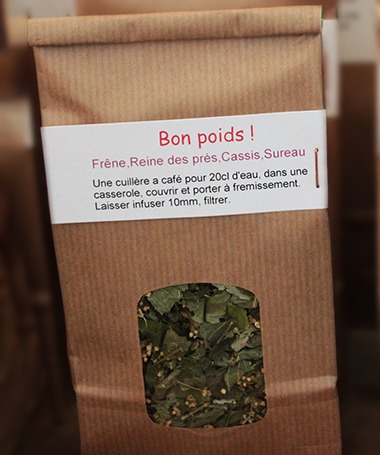 Bon poids !
Frêne,Reine des prés,Cassis,Sureau
Une cuillère a café pour 20cl d'eau, dans une
casserole, couvrir et porter à fremissement.
Laisser infuser 10mm, filtrer.